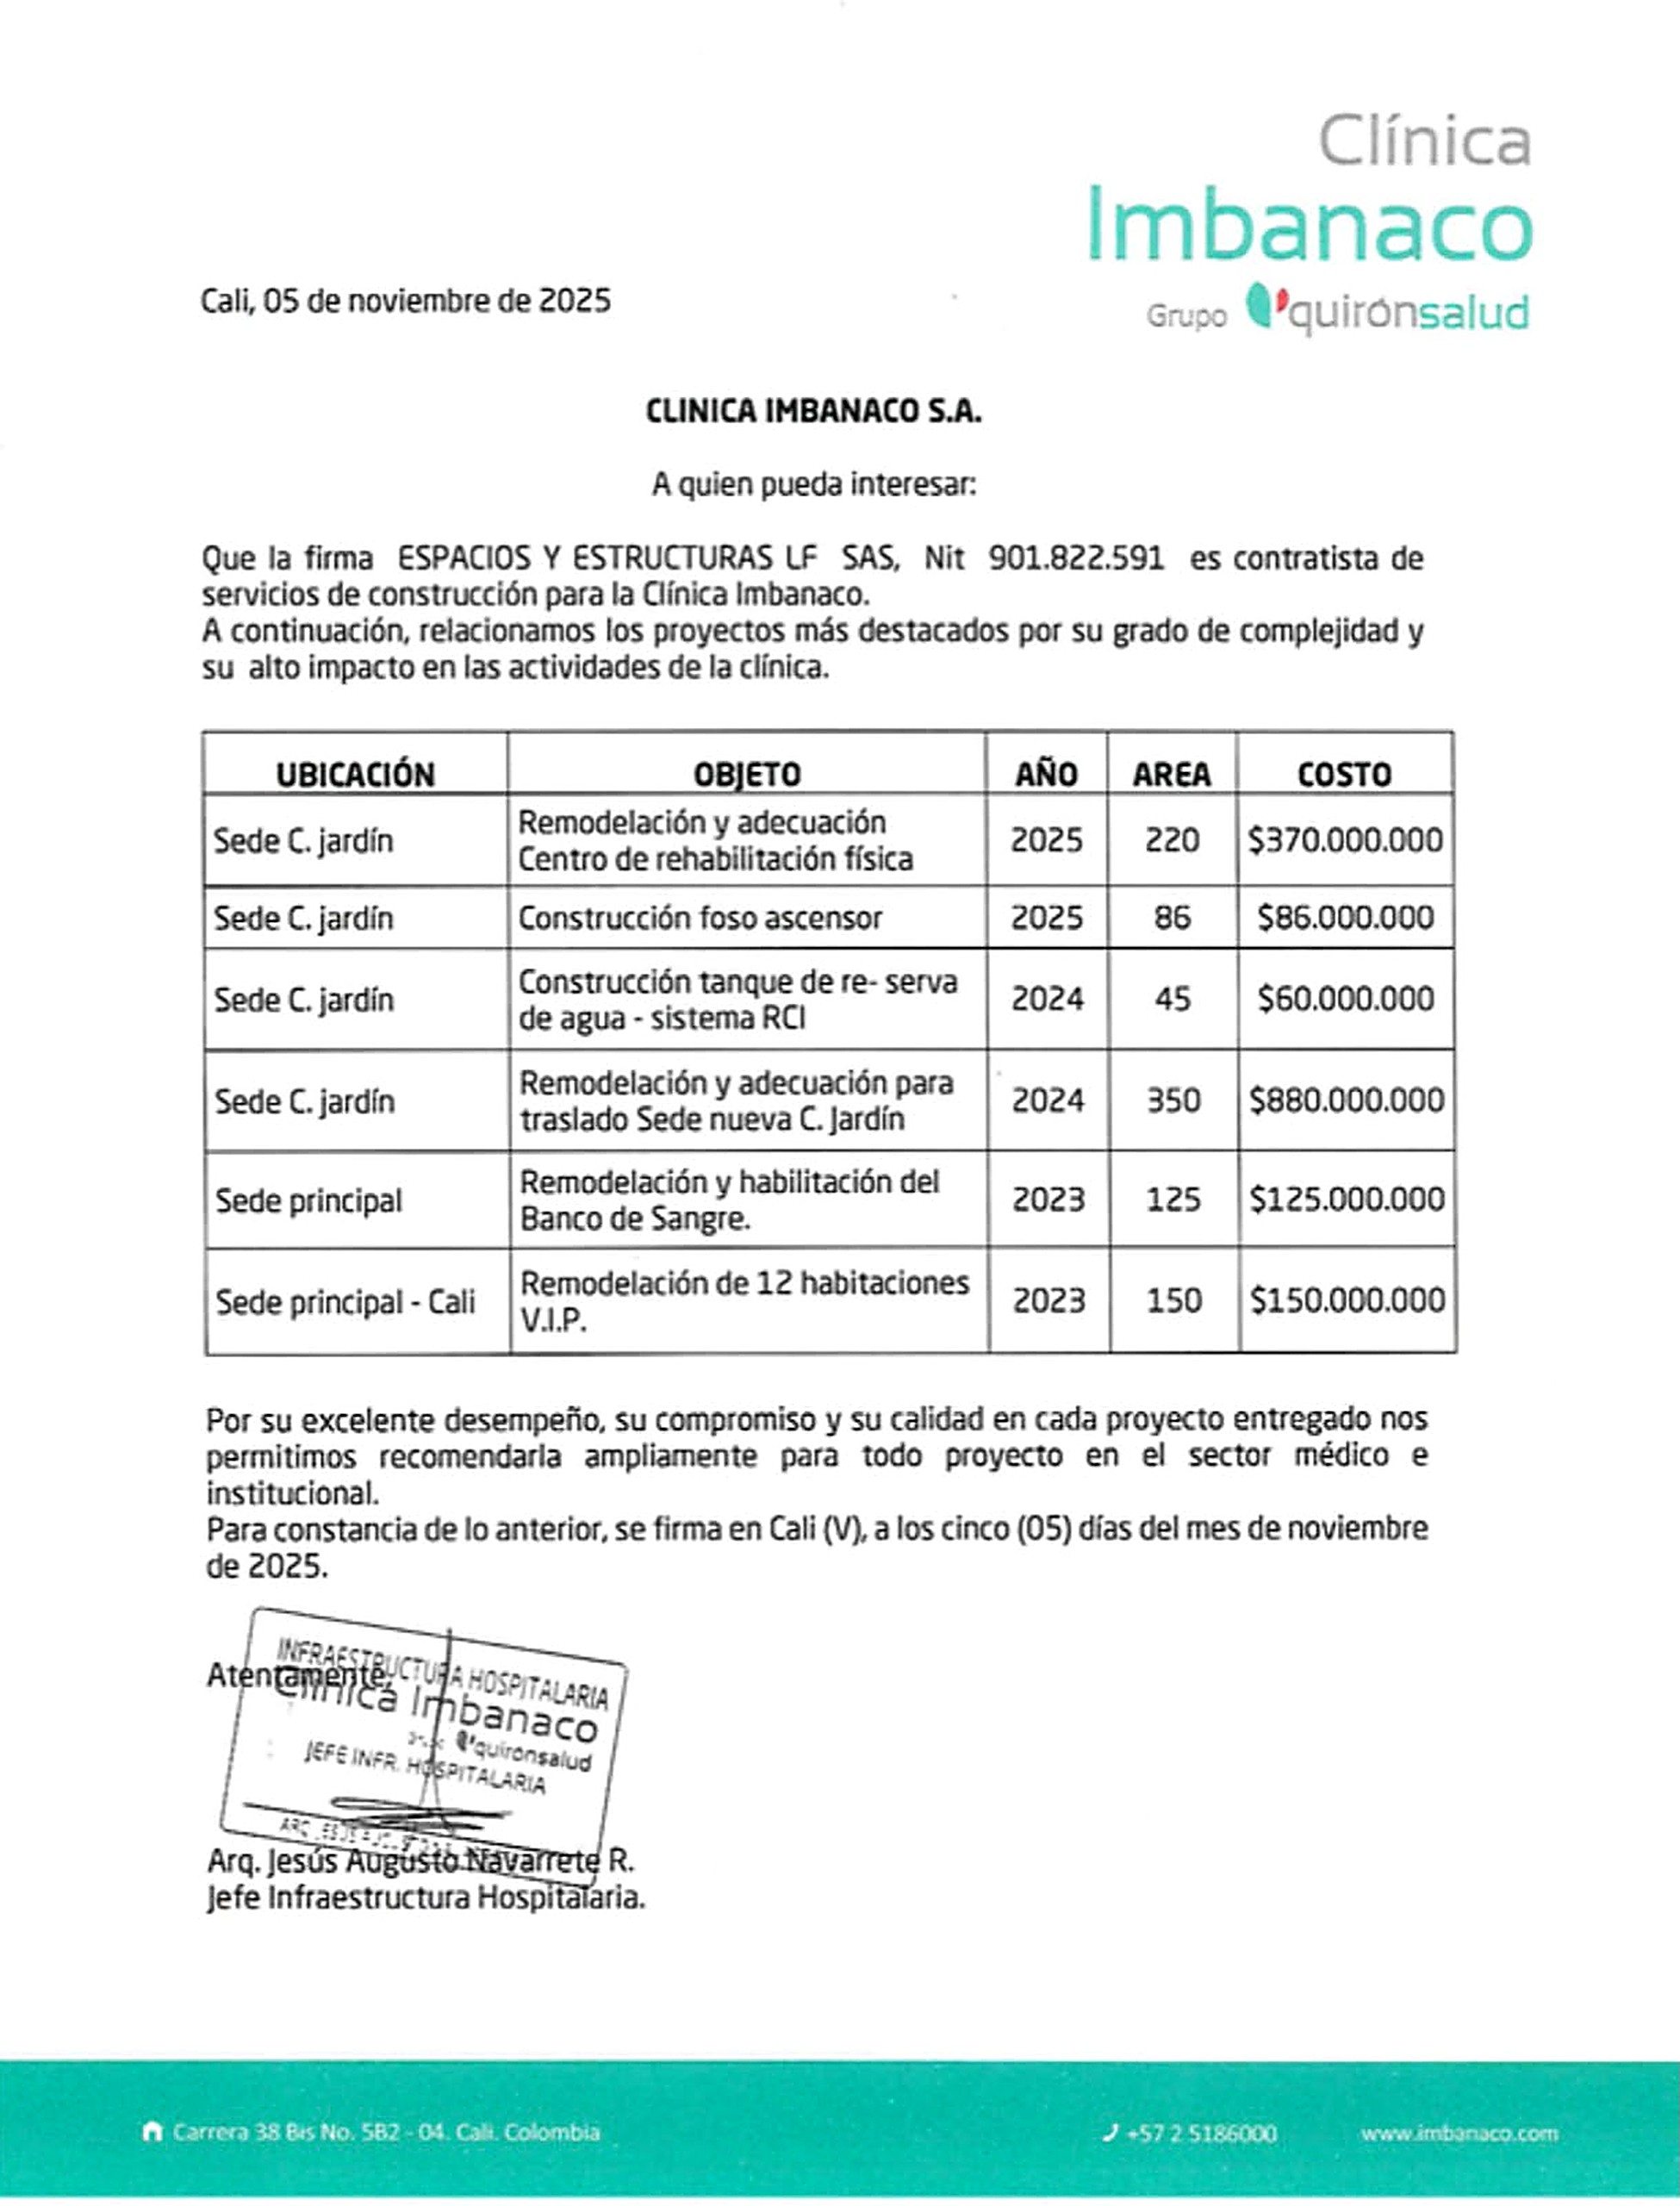 Clínica
Imbanaco
Grupo quirónsalud
Cali, 05 de noviembre de 2025
CLINICA IMBANACO S.A.
A quien pueda interesar:
Que la firma ESPACIOS Y ESTRUCTURAS LF SAS, Nit 901.822.591 es contratista de
servicios de construcción para la Clínica Imbanaco.
A continuación, relacionamos los proyectos más destacados por su grado de complejidad y
su alto impacto en las actividades de la clínica.
UBICACIÓN OBJETO AÑO AREA COSTO
Sede C. jardín Remodelación y adecuación
Centro de rehabilitación física 2025 220 $370.000.000
Sede C. jardín Construcción foso ascensor 2025 86 $86.000.000
Sede C. jardín Construcción tanque de re- serva
de agua - sistema RCI 2024 45 $60.000.000
Sede C. jardín Remodelación y adecuación para
traslado Sede nueva C. Jardín 2024 350 $880.000.000
Sede principal Remodelación y habilitación del
Banco de Sangre. 2023 125 $125.000.000
Sede principal - Cali Remodelación de 12 habitaciones
V.I.P. 2023 150 $150.000.000
Por su excelente desempeño, su compromiso y su calidad en cada proyecto entregado nos
permitimos recomendarla ampliamente para todo proyecto en el sector médico e
institucional.
Para constancia de lo anterior, se firma en Cali (V), a los cinco (05) días del mes de noviembre
de 2025.
Atentamente,
INFRAESTRUCTURA HOSPITALARIA
Clínica Imbanaco
quirónsalud
JEFE INFR. HOSPITALARIA
Arq. Jesús Augusto Navarrete R.
Jefe Infraestructura Hospitalaria.
Carrera 38 Bis No. 5B2 - 04. Cali. Colombia
+57 2 5186000
www.imbanaco.com